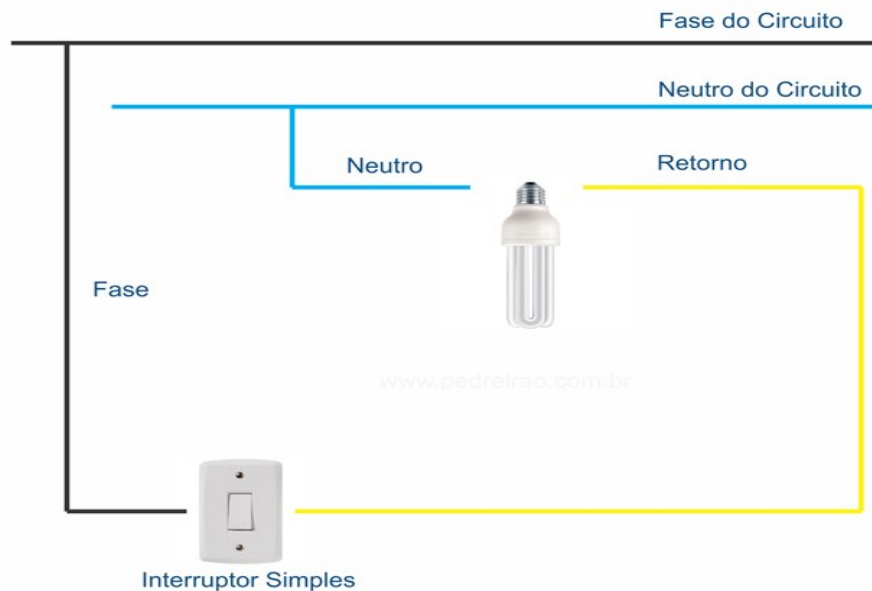 Fase do Circuito
Neutro do Circuito
Neutro
Retorno
Fase
www.pedreirao.com.br
Interruptor Simples